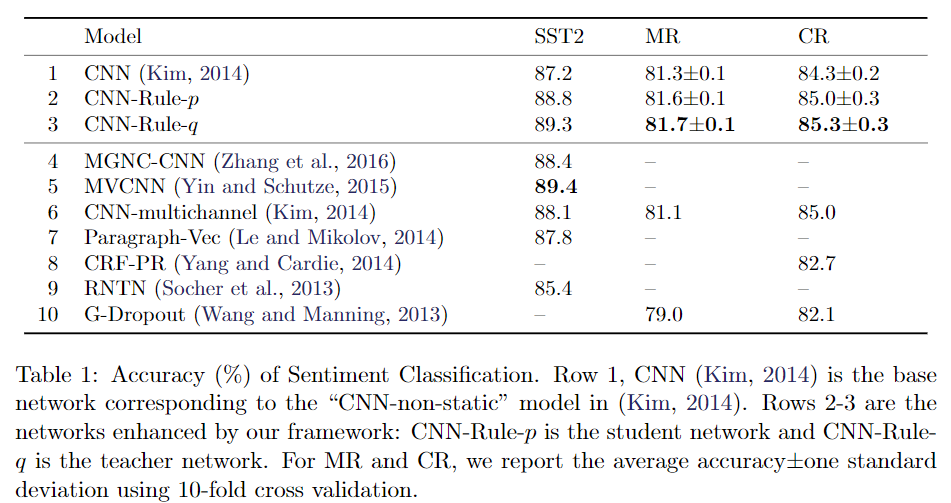 Model SST2 MR CR
1 CNN (Kim, 2014) 87.2 81.3±0.1 84.3±0.2
2 CNN-Rule-p 88.8 81.6±0.1 85.0±0.3
3 CNN-Rule-q 89.3 81.7±0.1 85.3±0.3
4 MGNC-CNN (Zhang et al., 2016) 88.4 – –
5 MVCNN (Yin and Schutze, 2015) 89.4 – –
6 CNN-multichannel (Kim, 2014) 88.1 81.1 85.0
7 Paragraph-Vec (Le and Mikolov, 2014) 87.8 – –
8 CRF-PR (Yang and Cardie, 2014) – – 82.7
9 RNTN (Socher et al., 2013) 85.4 – –
10 G-Dropout (Wang and Manning, 2013) – 79.0 82.1
Table 1: Accuracy (%) of Sentiment Classification. Row 1, CNN (Kim, 2014) is the base
network corresponding to the “CNN-non-static” model in (Kim, 2014). Rows 2-3 are the
networks enhanced by our framework: CNN-Rule-p is the student network and CNN-Rule-
q is the teacher network. For MR and CR, we report the average accuracy±one standard
deviation using 10-fold cross validation.